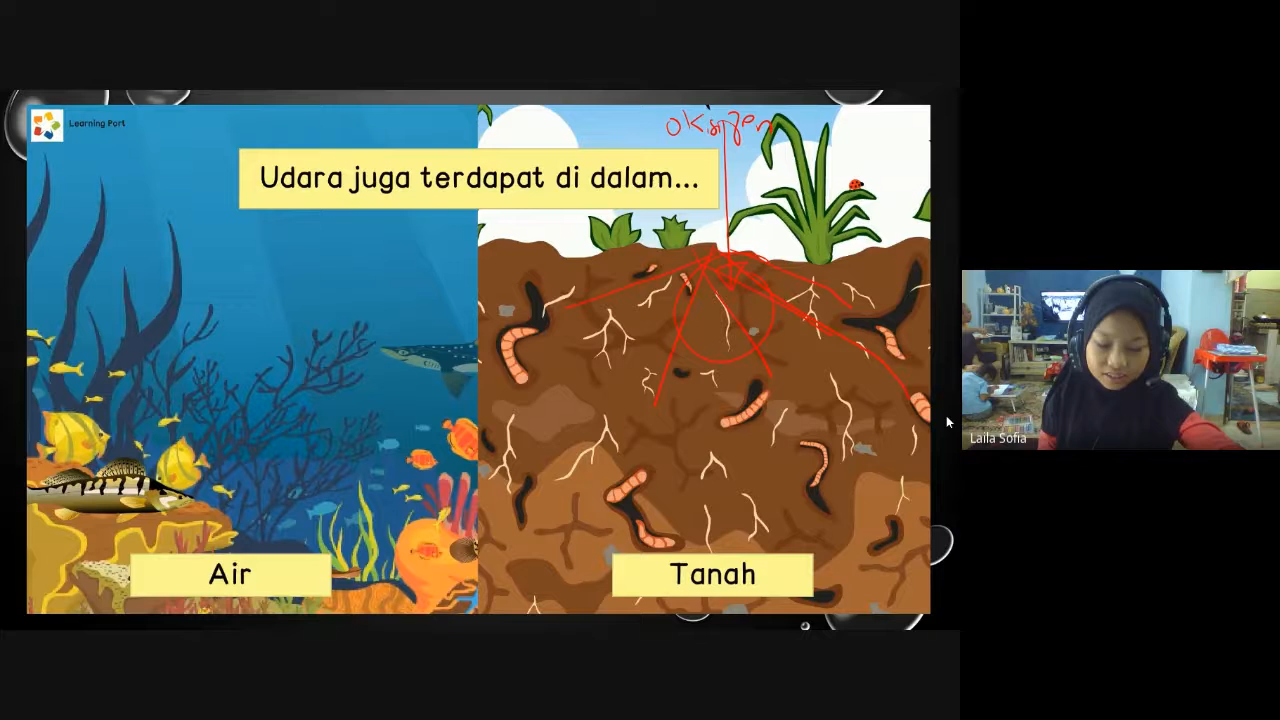 Learning Port
oksigen
Udara juga terdapat di dalam...
Air
Tanah
Laila Sofia